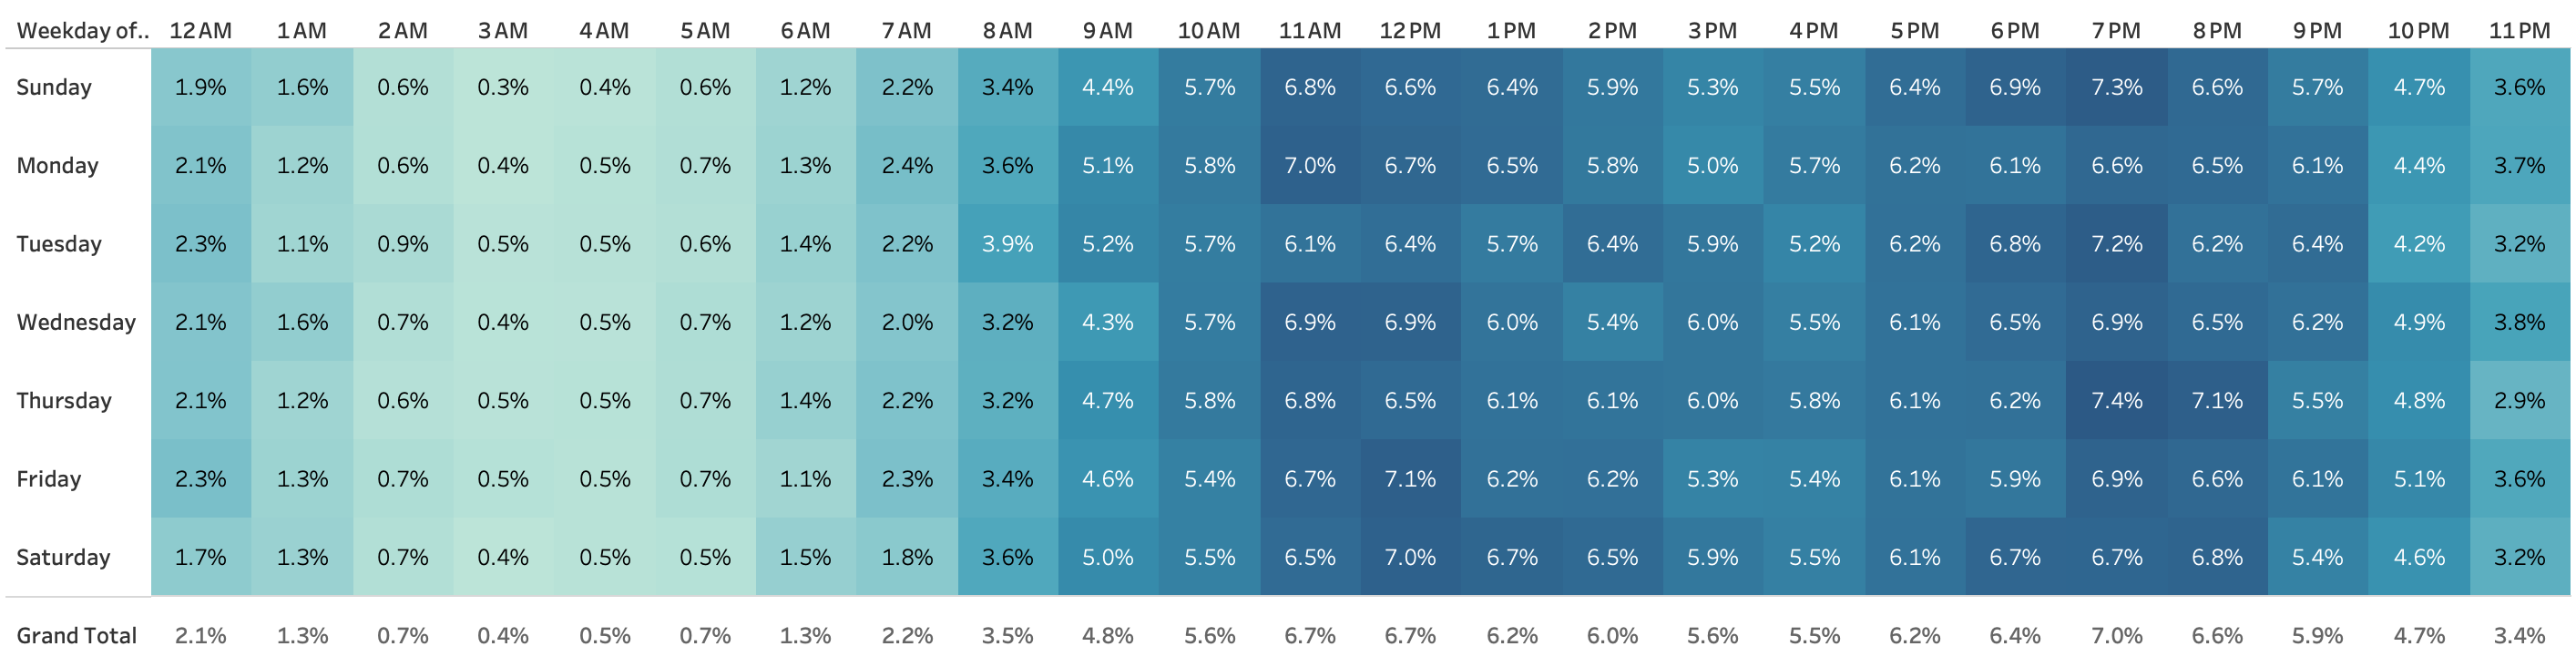 Weekday of.. 12 AM 1 AM 2 AM 3 AM 4 AM 5 AM 6 AM 7 AM 8 AM 9 AM 10 AM 11 AM 12 PM 1 PM 2 PM 3 PM 4 PM 5 PM 6 PM 7 PM 8 PM 9 PM 10 PM 11 PM
Sunday 1.9% 1.6% 0.6% 0.3% 0.4% 0.6% 1.2% 2.2% 3.4% 4.4% 5.7% 6.8% 6.6% 6.4% 5.9% 5.3% 5.5% 6.4% 6.9% 7.3% 6.6% 5.7% 4.7% 3.6%
Monday 2.1% 1.2% 0.6% 0.4% 0.5% 0.7% 1.3% 2.4% 3.6% 5.1% 5.8% 7.0% 6.7% 6.5% 5.8% 5.0% 5.7% 6.2% 6.1% 6.6% 6.5% 6.1% 4.4% 3.7%
Tuesday 2.3% 1.1% 0.9% 0.5% 0.5% 0.6% 1.4% 2.2% 3.9% 5.2% 5.7% 6.1% 6.4% 5.7% 6.4% 5.9% 5.2% 6.2% 6.8% 7.2% 6.2% 6.4% 4.2% 3.2%
Wednesday 2.1% 1.6% 0.7% 0.4% 0.5% 0.7% 1.2% 2.0% 3.2% 4.3% 5.7% 6.9% 6.9% 6.0% 5.4% 6.0% 5.5% 6.1% 6.5% 6.9% 6.5% 6.2% 4.9% 3.8%
Thursday 2.1% 1.2% 0.6% 0.5% 0.5% 0.7% 1.4% 2.2% 3.2% 4.7% 5.8% 6.8% 6.5% 6.1% 6.1% 6.0% 5.8% 6.1% 6.2% 7.4% 7.1% 5.5% 4.8% 2.9%
Friday 2.3% 1.3% 0.7% 0.5% 0.5% 0.7% 1.1% 2.3% 3.4% 4.6% 5.4% 6.7% 7.1% 6.2% 6.2% 5.3% 5.4% 6.1% 5.9% 6.9% 6.6% 6.1% 5.1% 3.6%
Saturday 1.7% 1.3% 0.7% 0.4% 0.5% 0.5% 1.5% 1.8% 3.6% 5.0% 5.5% 6.5% 7.0% 6.7% 6.5% 5.9% 5.5% 6.1% 6.7% 6.7% 6.8% 5.4% 4.6% 3.2%
Grand Total 2.1% 1.3% 0.7% 0.4% 0.5% 0.7% 1.3% 2.2% 3.5% 4.8% 5.6% 6.7% 6.7% 6.2% 6.0% 5.6% 5.5% 6.2% 6.4% 7.0% 6.6% 5.9% 4.7% 3.4%